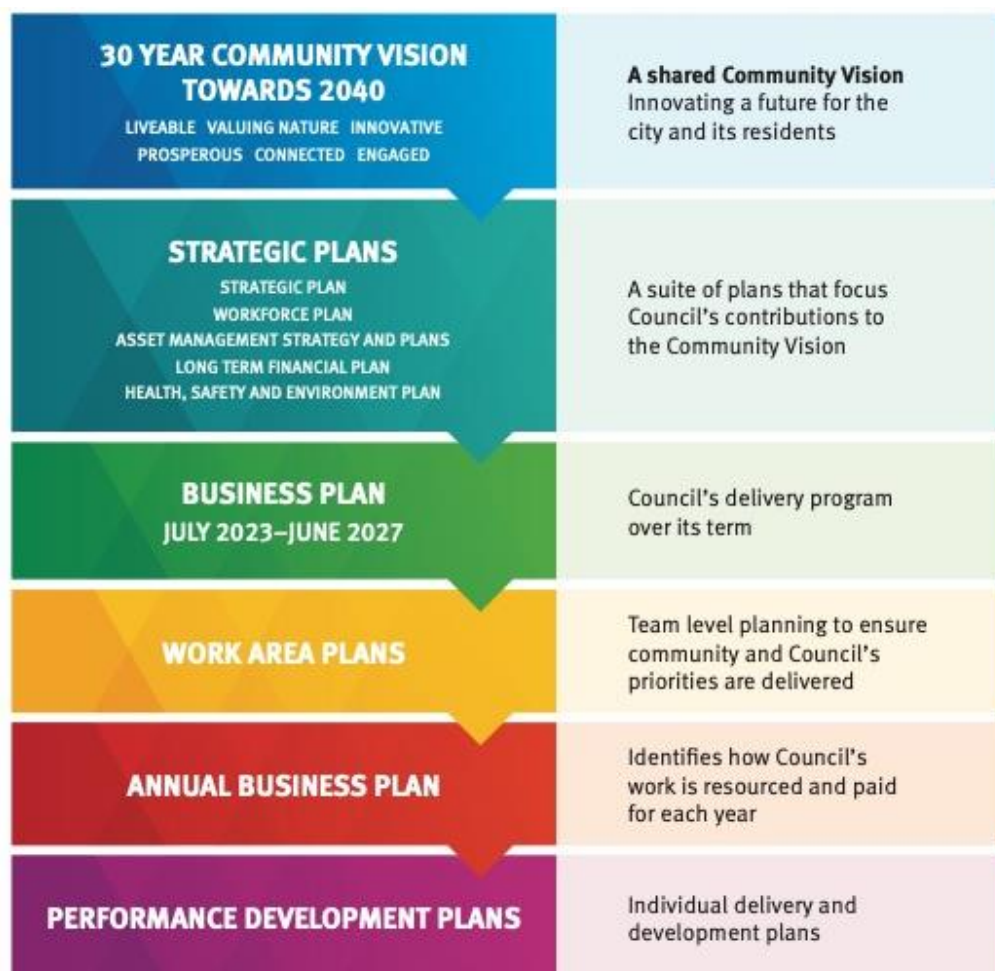 30 YEAR COMMUNITY VISION
TOWARDS 2040
LIVEABLE VALUING NATURE INNOVATIVE
PROSPEROUS CONNECTED ENGAGED
A shared Community Vision
Innovating a future for the
city and its residents
STRATEGIC PLANS
STRATEGIC PLAN
WORKFORCE PLAN
ASSET MANAGEMENT STRATEGY AND PLANS
LONG TERM FINANCIAL PLAN
HEALTH, SAFETY AND ENVIRONMENT PLAN
A suite of plans that focus
Council's contributions to
the Community Vision
BUSINESS PLAN
JULY 2023–JUNE 2027
Council's delivery program
over its term
WORK AREA PLANS
Team level planning to ensure
community and Council's
priorities are delivered
ANNUAL BUSINESS PLAN
Identifies how Council's
work is resourced and paid
for each year
PERFORMANCE DEVELOPMENT PLANS
Individual delivery and
development plans